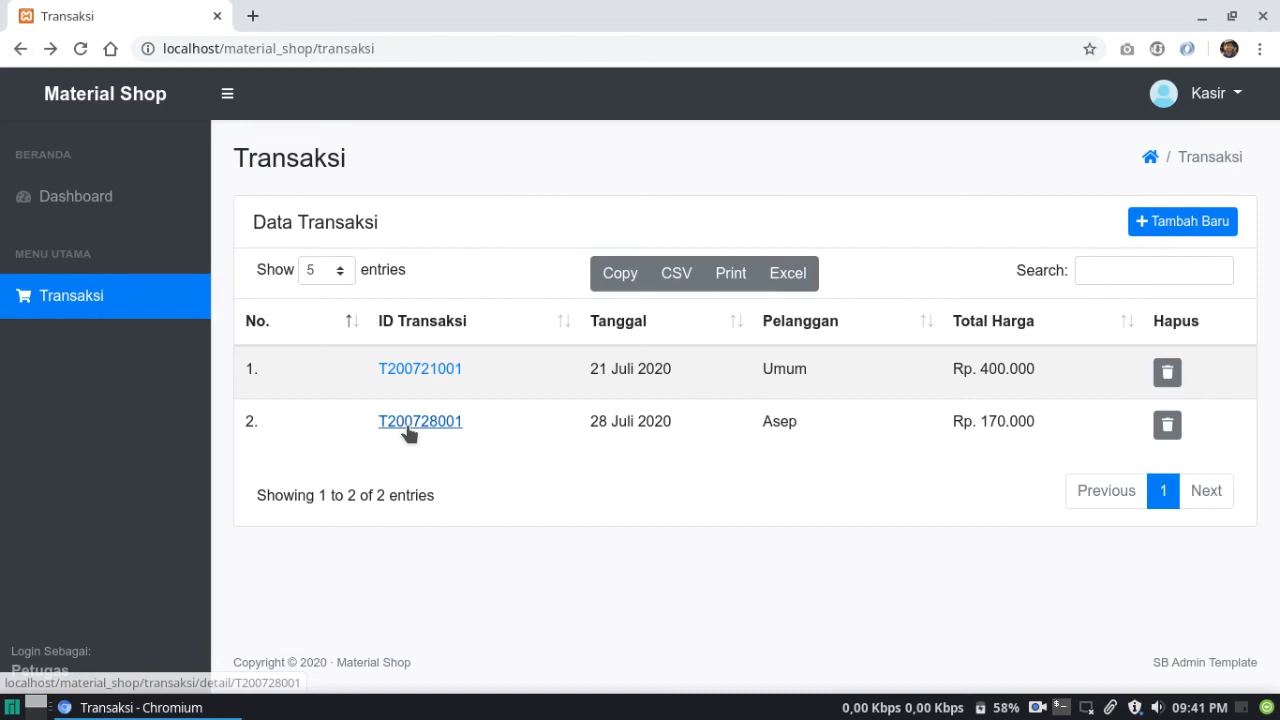 Transaksi
localhost/material_shop/transaksi
Material Shop
Kasir
BERANDA
Dashboard
MENU UTAMA
Transaksi
Login Sebagai:
Petugas
Transaksi
/ Transaksi
Data Transaksi
Tambah Baru
Show 5 entries
Copy CSV Print Excel
Search:
No. ID Transaksi Tanggal Pelanggan Total Harga Hapus
1. T200721001 21 Juli 2020 Umum Rp. 400.000
2. T200728001 28 Juli 2020 Asep Rp. 170.000
Showing 1 to 2 of 2 entries
Previous 1 Next
Copyright © 2020 · Material Shop
SB Admin Template
localhost/material_shop/transaksi/detail/T200728001
Transaksi - Chromium
0,00 Kbps 0,00 Kbps 58% 09:41 PM